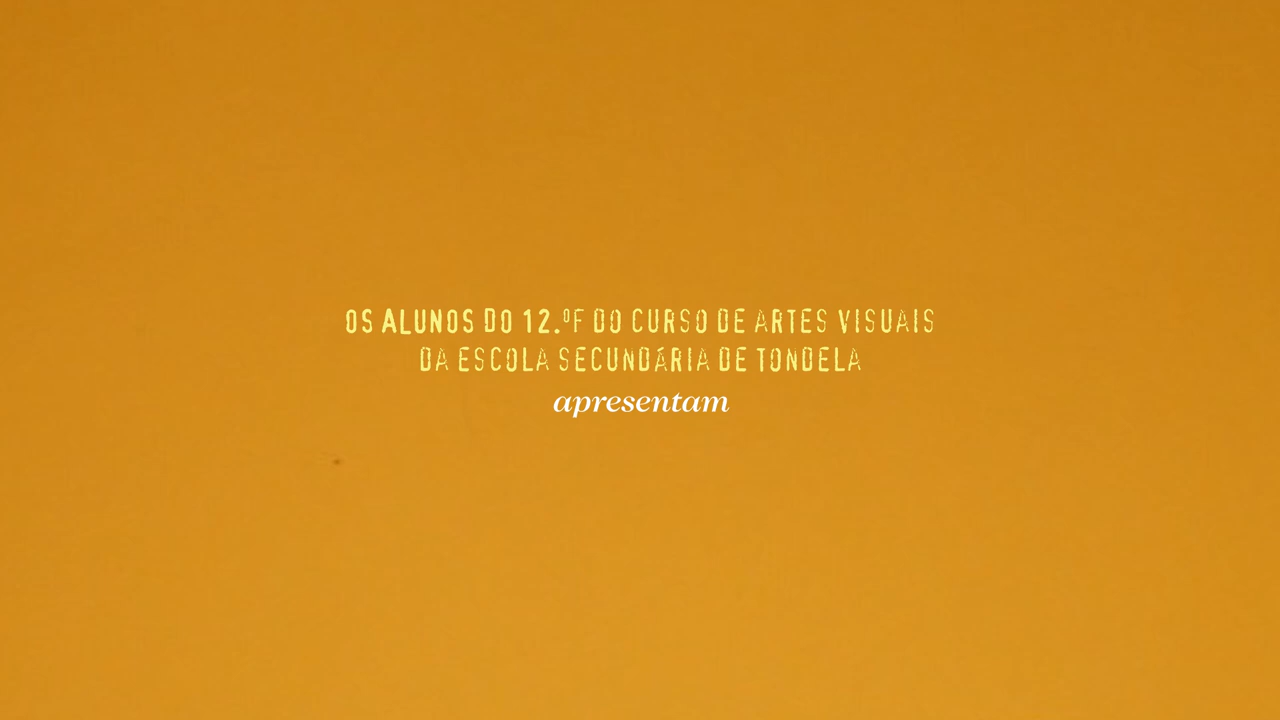 OS ALUNOS DO 12.ºF DO CURSO DE ARTES VISUAIS
DA ESCOLA SECUNDÁRIA DE TONDELA
apresentam